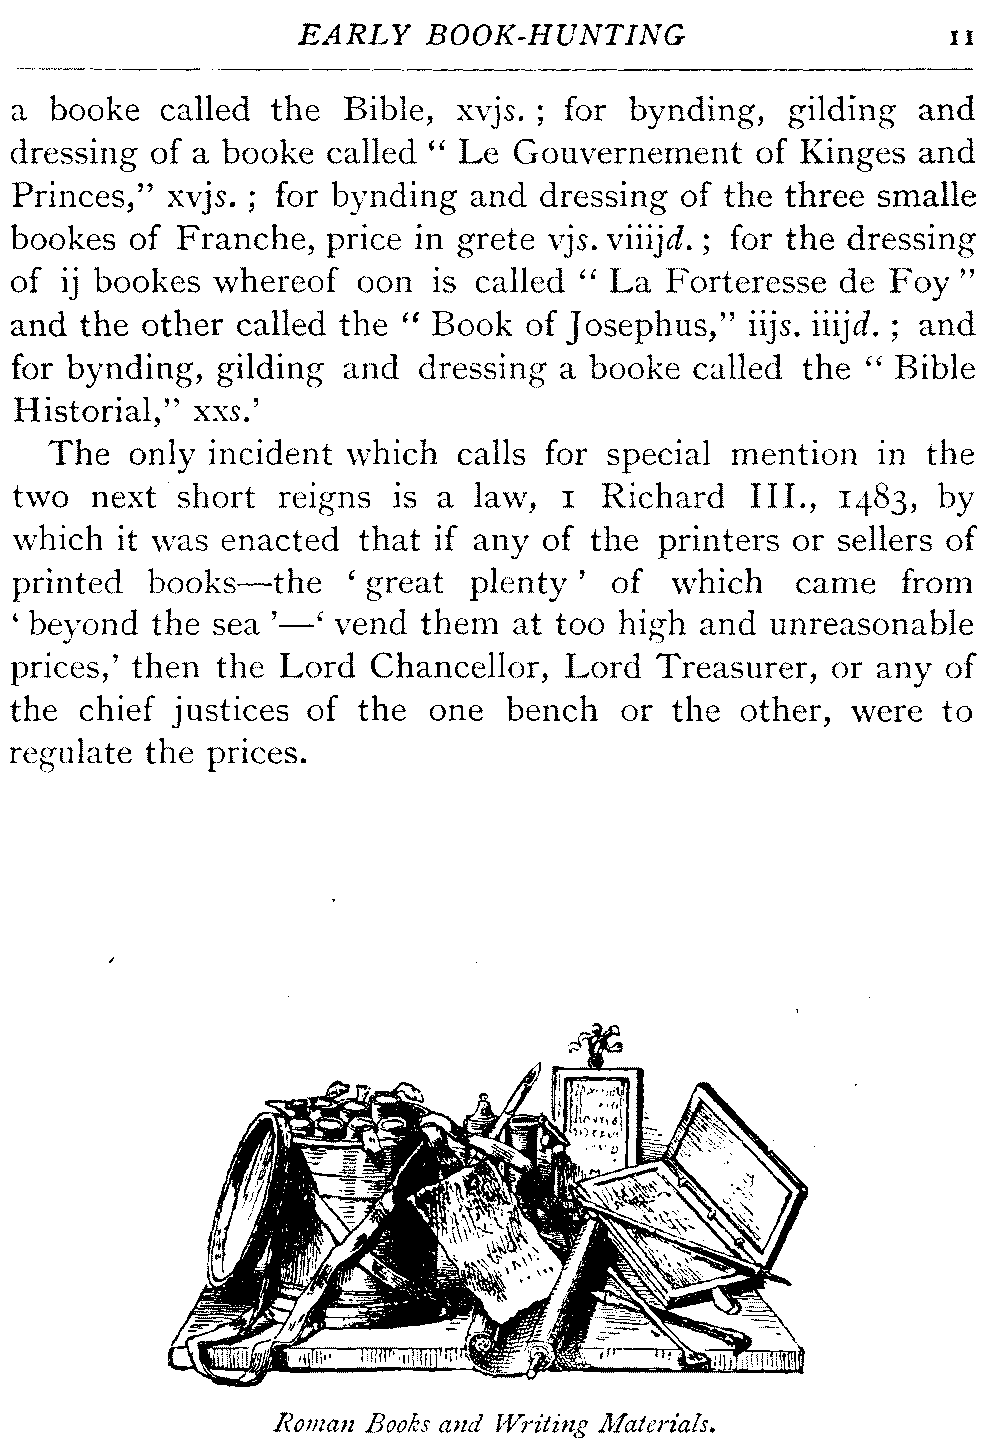 EARLY BOOK-HUNTING 11
a booke called the Bible, xvjs. ; for bynding, gilding and
dressing of a booke called “ Le Gouvernement of Kinges and
Princes,” xvjs. ; for bynding and dressing of the three smalle
bookes of Franche, price in grete vjs. viiijd. ; for the dressing
of ij bookes whereof oon is called “ La Forteresse de Foy ”
and the other called the “ Book of Josephus,” iijs. iiijd. ; and
for bynding, gilding and dressing a booke called the “ Bible
Historial,” xxs.’
The only incident which calls for special mention in the
two next short reigns is a law, 1 Richard III., 1483, by
which it was enacted that if any of the printers or sellers of
printed books—the ‘ great plenty ’ of which came from
‘ beyond the sea ’—‘ vend them at too high and unreasonable
prices,’ then the Lord Chancellor, Lord Treasurer, or any of
the chief justices of the one bench or the other, were to
regulate the prices.
Roman Books and Writing Materials.